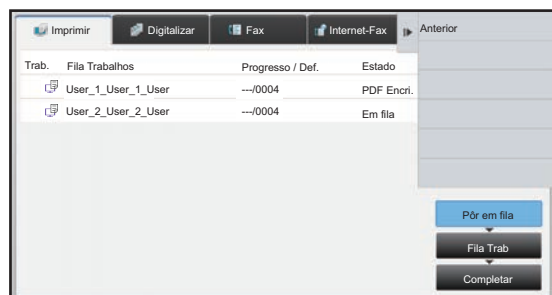 Imprimir Digitalizar Fax Internet-Fax Anterior
Trab. Fila Trabalhos Progresso / Def. Estado
User_1_User_1_User ---/0004 PDF Encri.
User_2_User_2_User ---/0004 Em fila
Pôr em fila
Fila Trab
Completar